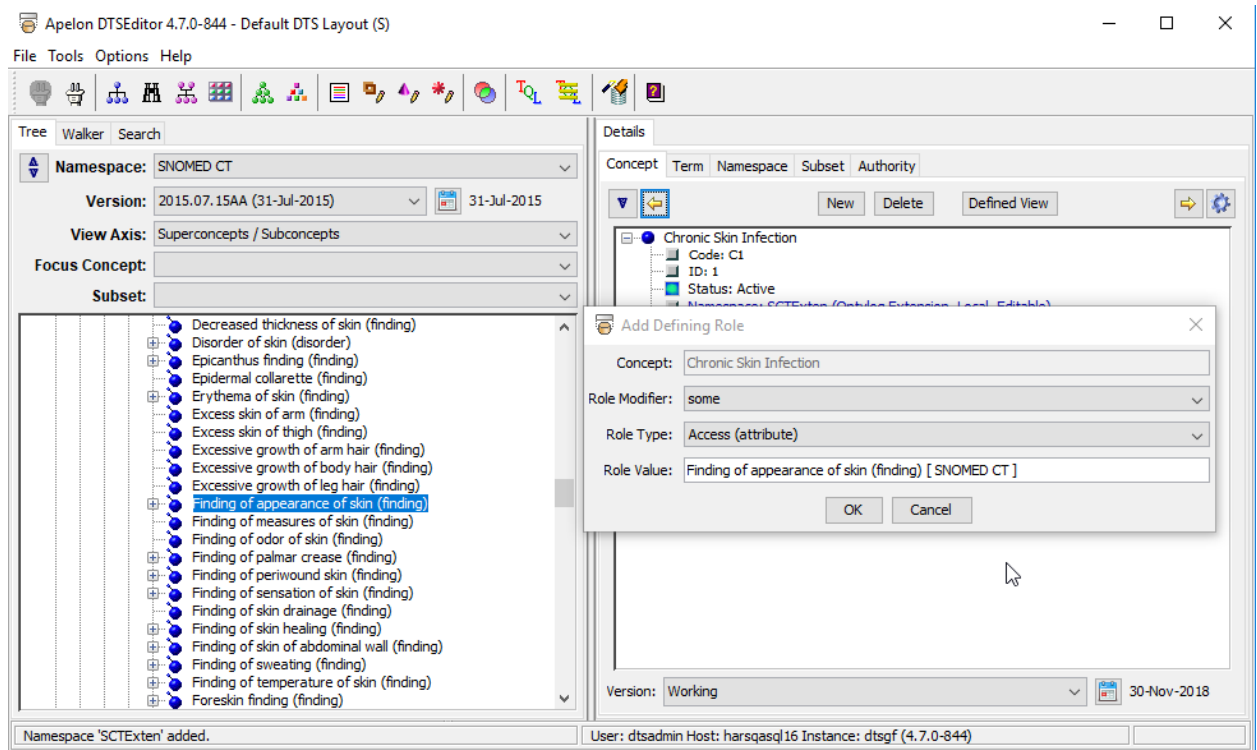 Apelon DTSEditor 4.7.0-844 - Default DTS Layout (S)
File Tools Options Help
Tree Walker Search
Namespace: SNOMED CT
Version: 2015.07.15AA (31-Jul-2015) 31-Jul-2015
View Axis: Superconcepts / Subconcepts
Focus Concept:
Subset:
Decreased thickness of skin (finding)
Disorder of skin (disorder)
Epicanthus finding (finding)
Epidermal collarette (finding)
Erythema of skin (finding)
Excess skin of arm (finding)
Excess skin of thigh (finding)
Excessive growth of arm hair (finding)
Excessive growth of body hair (finding)
Excessive growth of leg hair (finding)
Finding of appearance of skin (finding)
Finding of measures of skin (finding)
Finding of odor of skin (finding)
Finding of palmar crease (finding)
Finding of periwound skin (finding)
Finding of sensation of skin (finding)
Finding of skin drainage (finding)
Finding of skin healing (finding)
Finding of skin of abdominal wall (finding)
Finding of sweating (finding)
Finding of temperature of skin (finding)
Foreskin finding (finding)
Details
Concept Term Namespace Subset Authority
New Delete Defined View
Chronic Skin Infection
Code: C1
ID: 1
Status: Active
Namespace: SCTExten (Ontylog Extension, Local, Editable)
Add Defining Role
Concept: Chronic Skin Infection
Role Modifier: some
Role Type: Access (attribute)
Role Value: Finding of appearance of skin (finding) [ SNOMED CT ]
OK Cancel
Version: Working 30-Nov-2018
Namespace 'SCTExten' added.
User: dtsadmin Host: harsqasql16 Instance: dtsgf (4.7.0-844)